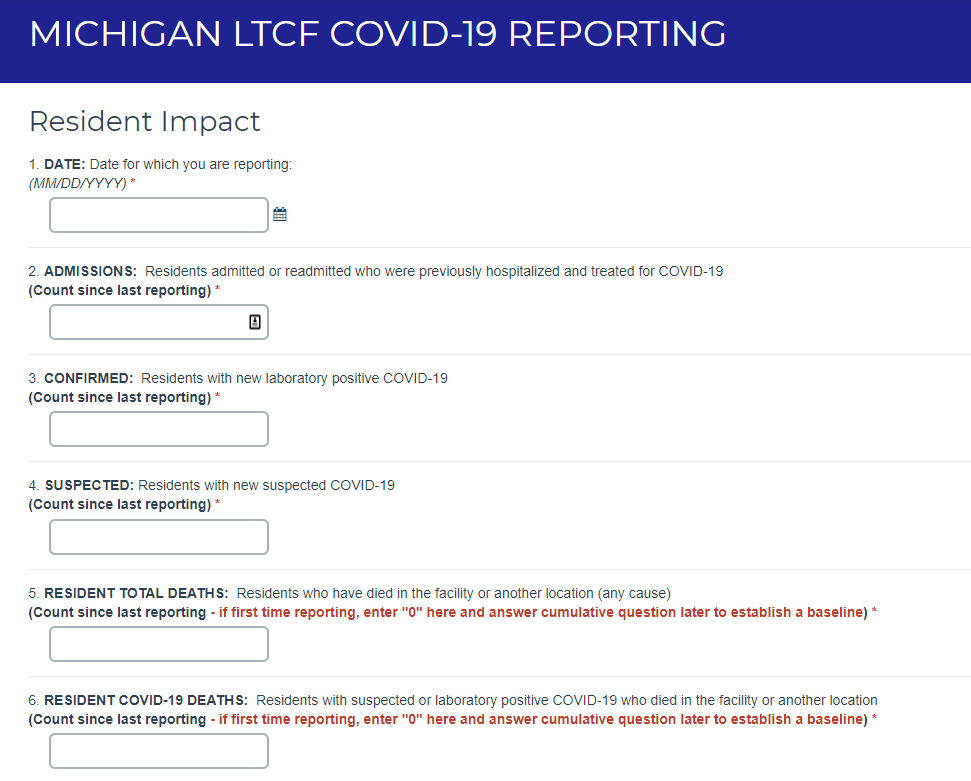 MICHIGAN LTCF COVID-19 REPORTING
Resident Impact
1. DATE: Date for which you are reporting:
(MM/DD/YYYY) *
2. ADMISSIONS: Residents admitted or readmitted who were previously hospitalized and treated for COVID-19
(Count since last reporting) *
3. CONFIRMED: Residents with new laboratory positive COVID-19
(Count since last reporting) *
4. SUSPECTED: Residents with new suspected COVID-19
(Count since last reporting) *
5. RESIDENT TOTAL DEATHS: Residents who have died in the facility or another location (any cause)
(Count since last reporting - if first time reporting, enter "0" here and answer cumulative question later to establish a baseline) *
6. RESIDENT COVID-19 DEATHS: Residents with suspected or laboratory positive COVID-19 who died in the facility or another location
(Count since last reporting - if first time reporting, enter "0" here and answer cumulative question later to establish a baseline) *